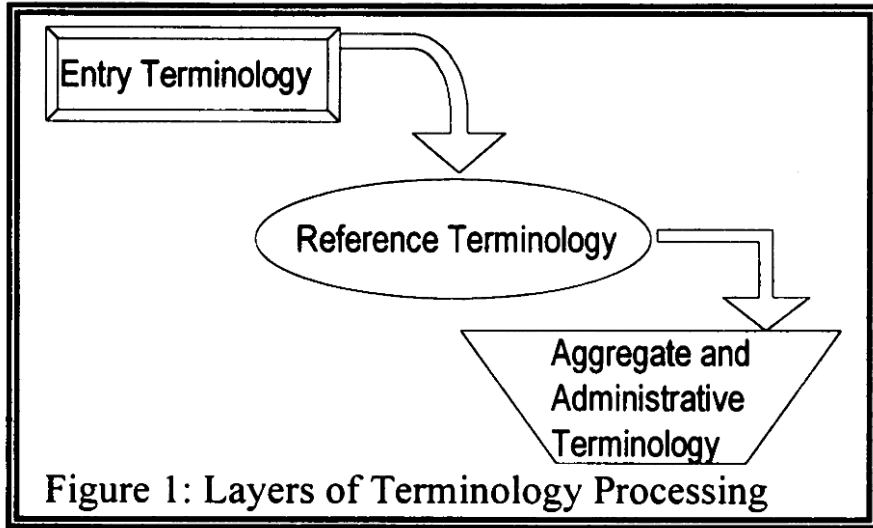 Entry Terminology
Reference Terminology
Aggregate and
Administrative
Terminology
Figure 1: Layers of Terminology Processing